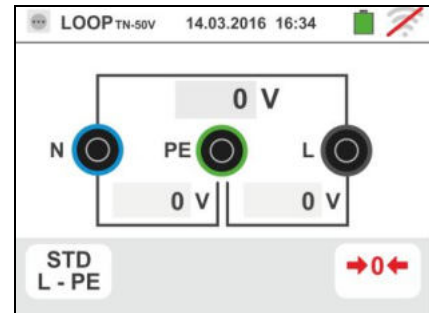 LOOP TN-50V 14.03.2016 16:34
0 V
N PE L
0 V 0 V
STD
L - PE
→0←